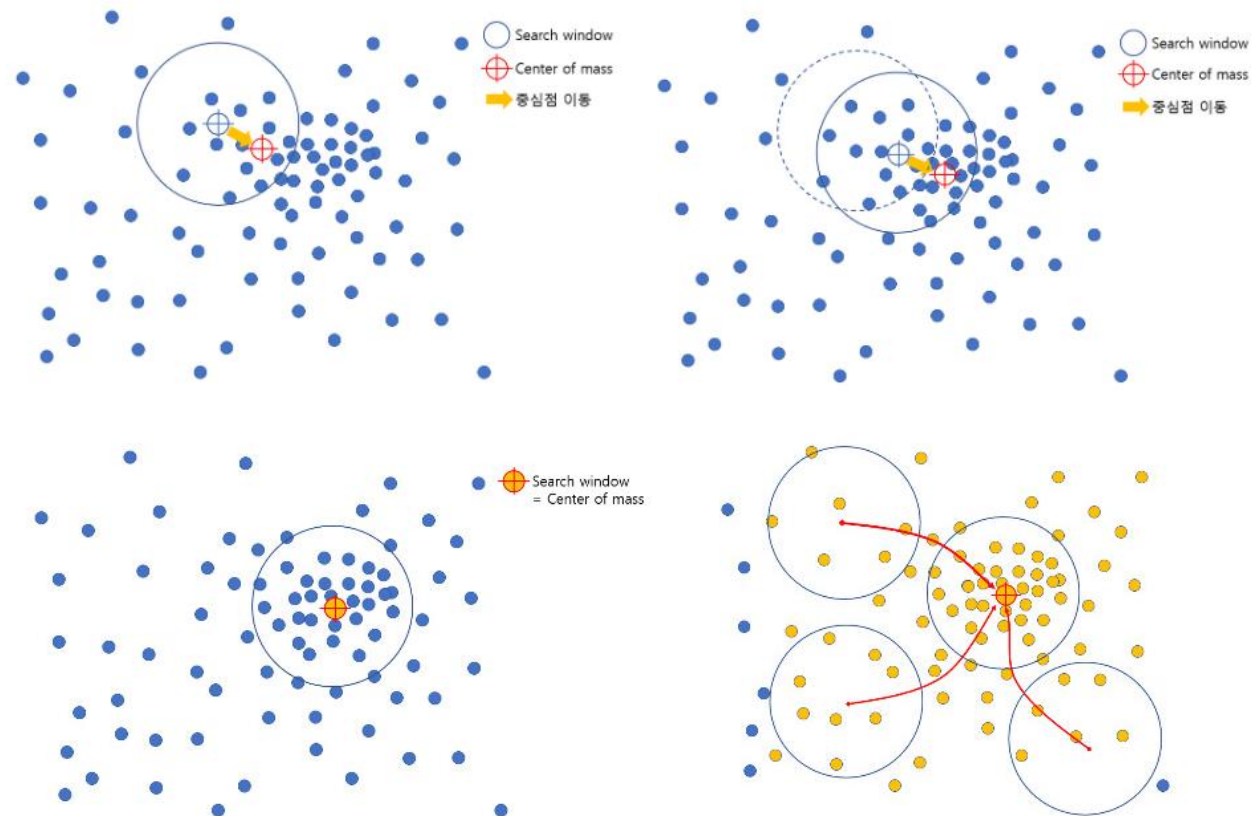 Search window
Center of mass
중심점 이동
Search window
Center of mass
중심점 이동
Search window
= Center of mass